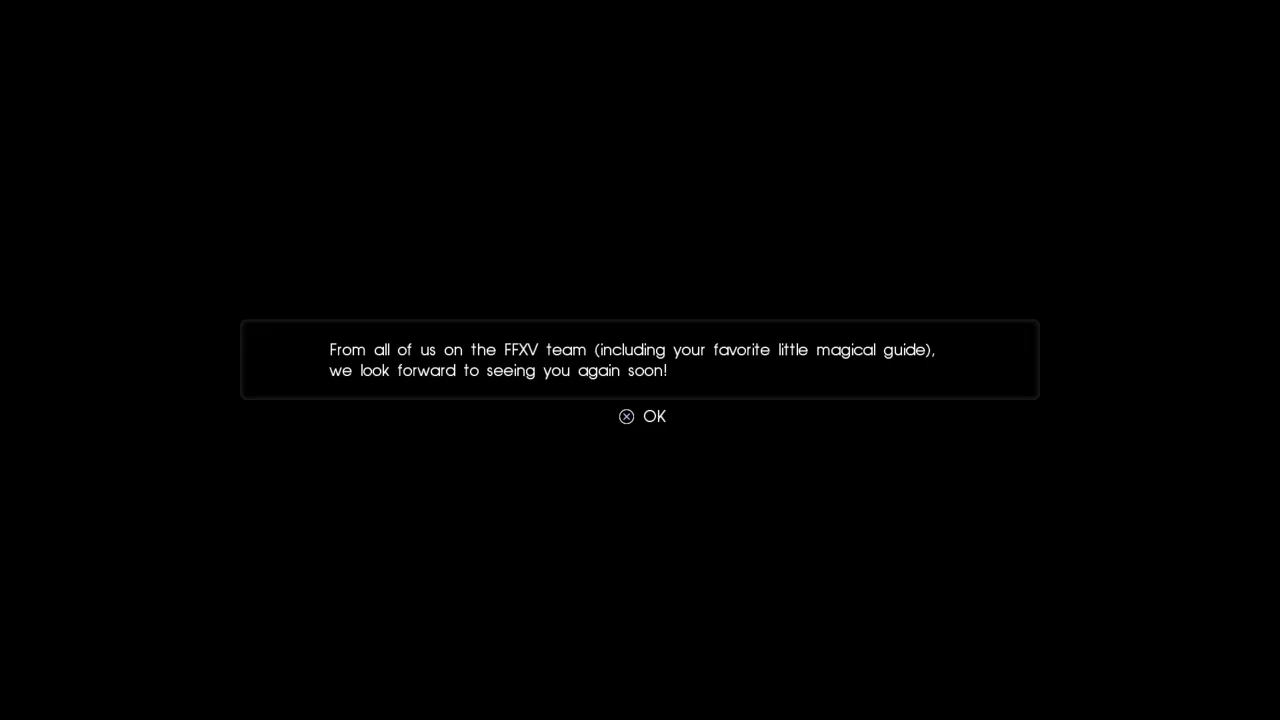 From all of us on the FFXV team (including your favorite little magical guide),
we look forward to seeing you again soon!
OK